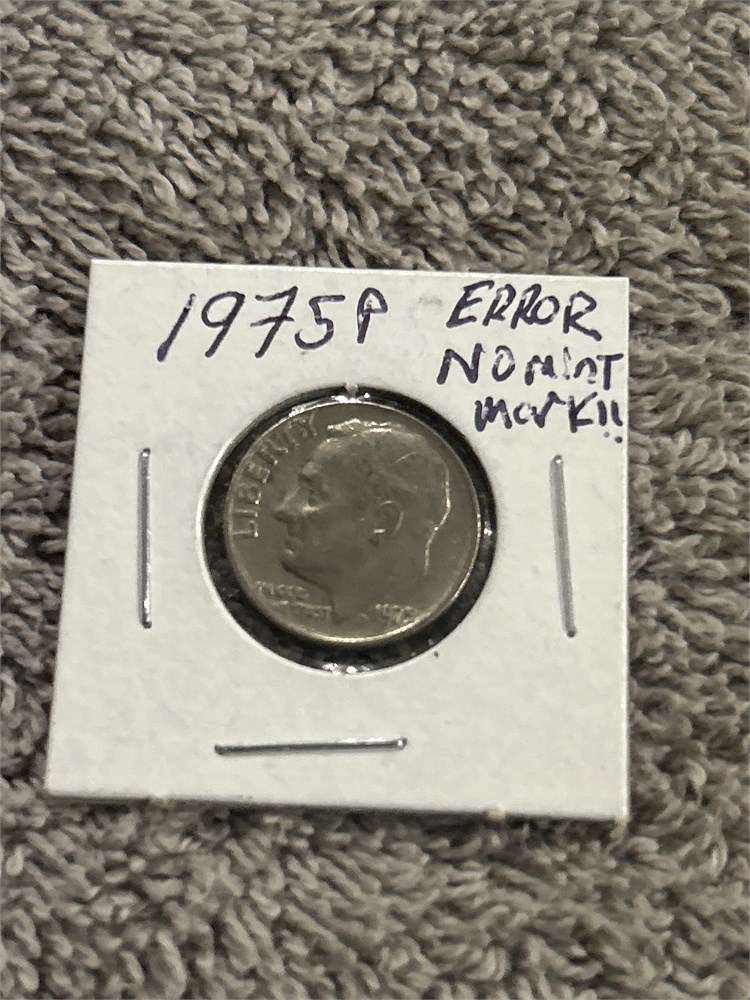 1975P ERROR
NO MINT
MARK!!
LIBERTY